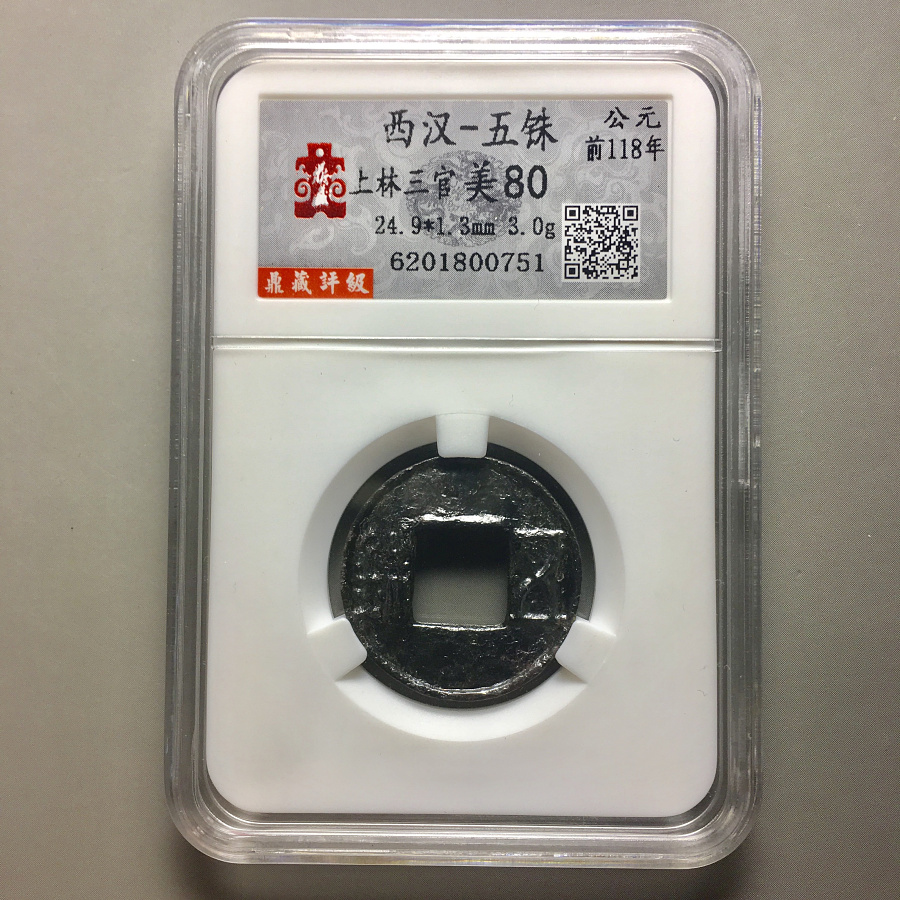 西汉-五铢
公元
前118年
上林三官 美80
24.9*1.3mm 3.0g
6201800751
鼎藏評級